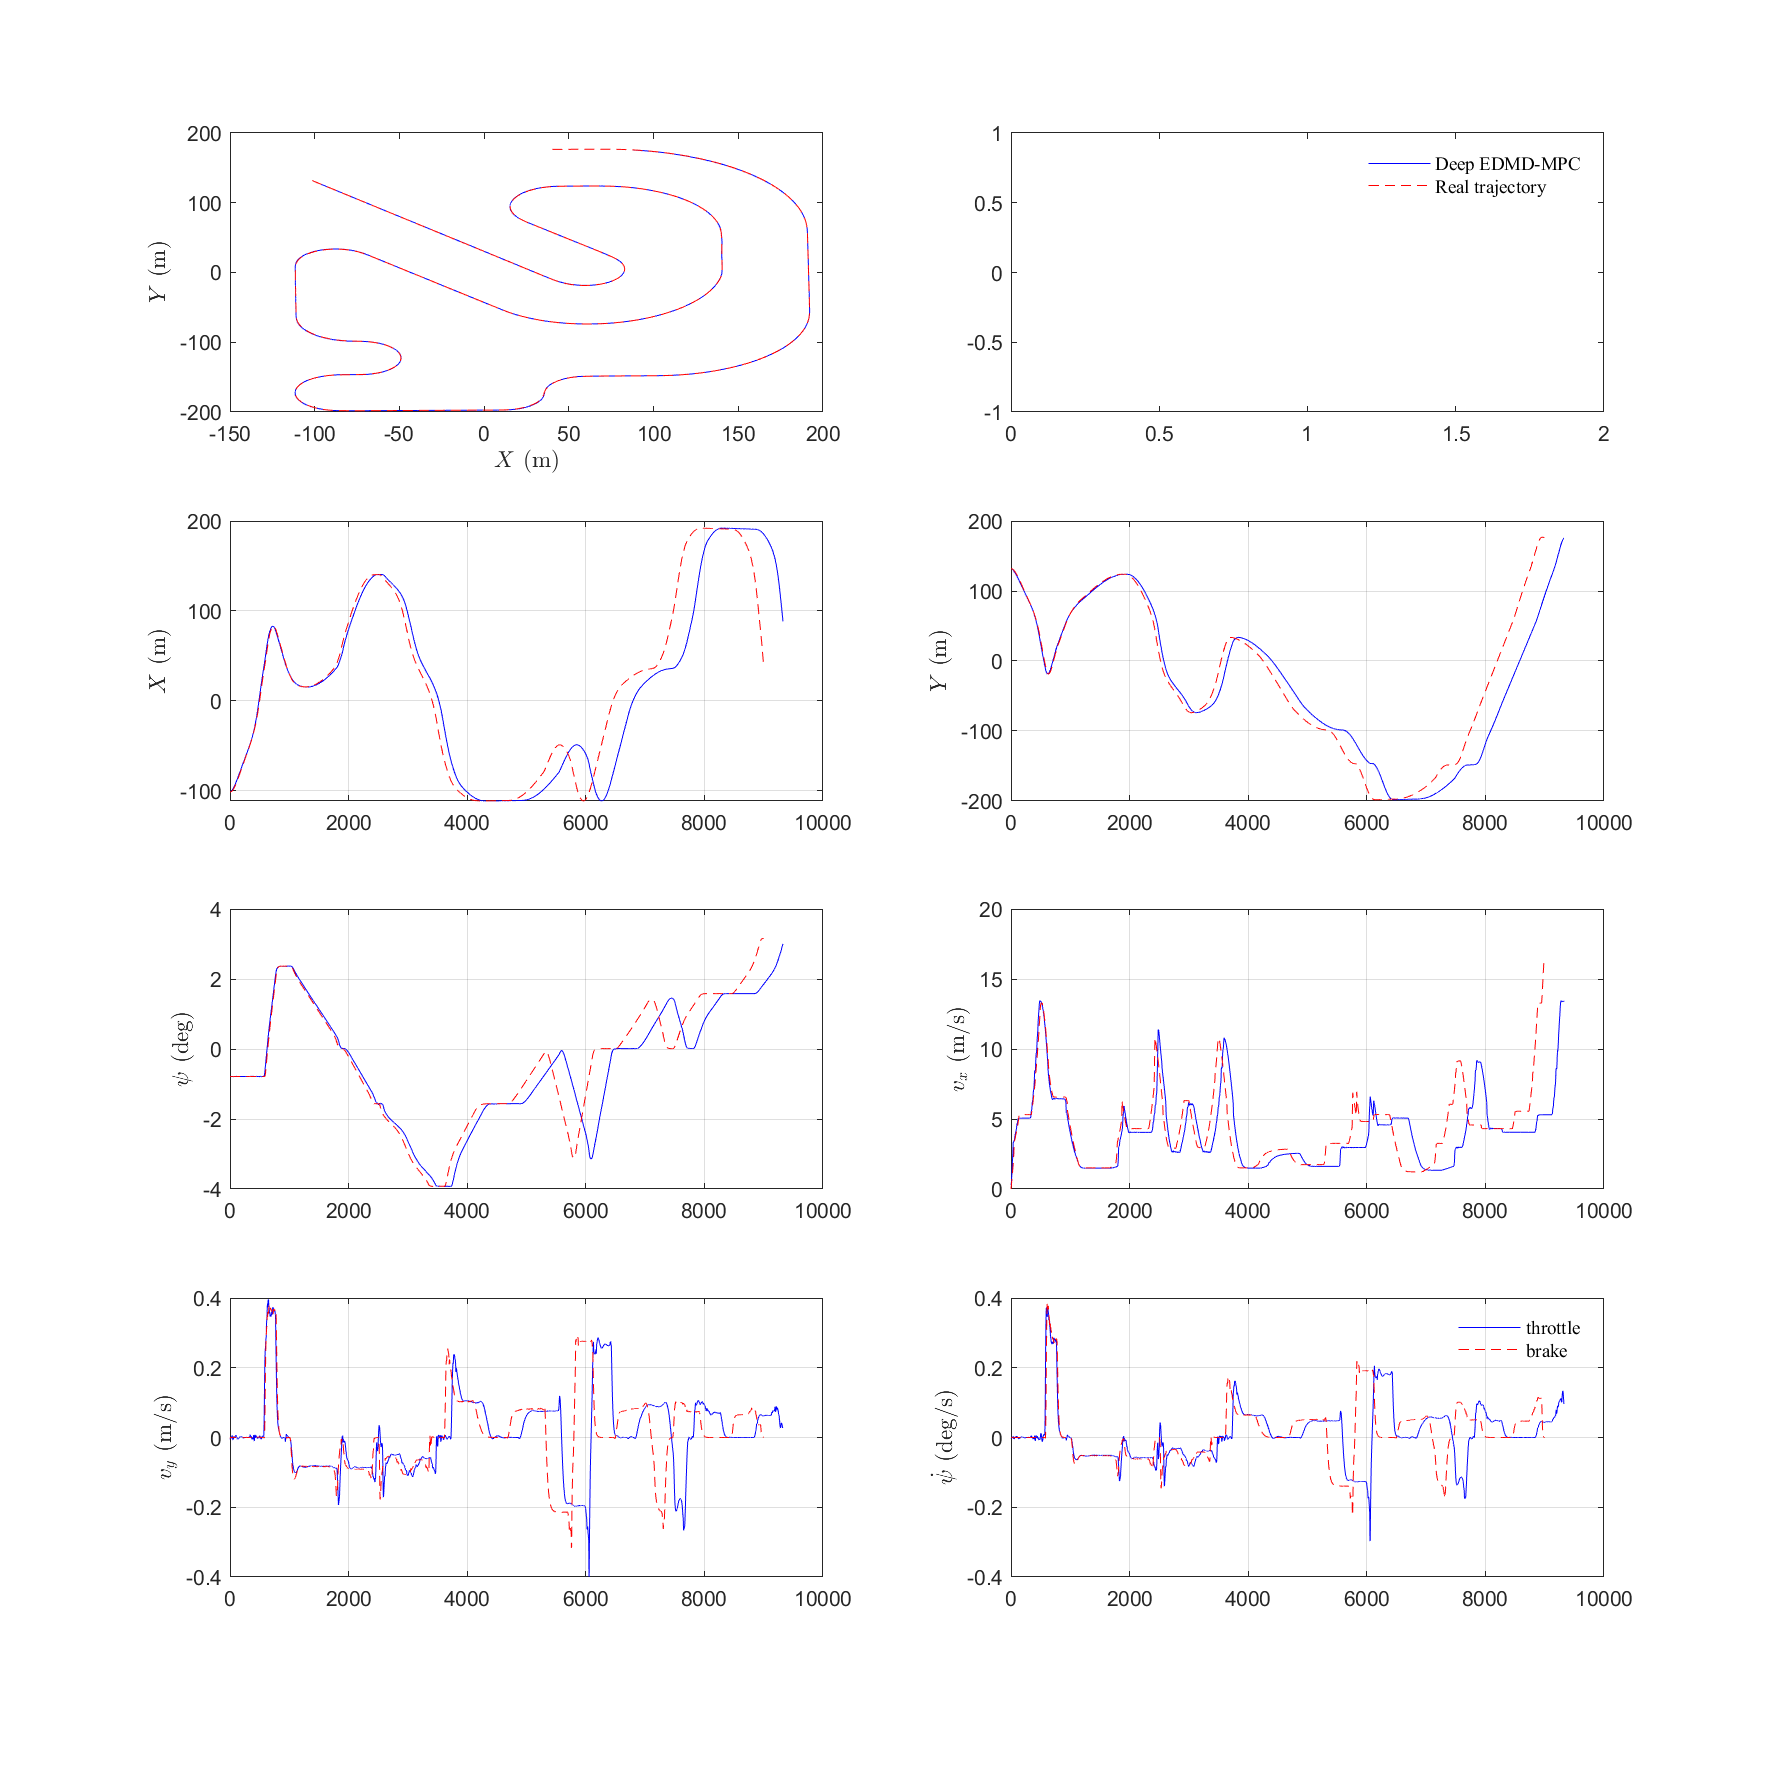 200
100
0
-100
-200
-150 -100 -50 0 50 100 150 200
X (m)
Y (m)
1
0.5
0
-0.5
-1
0 0.5 1 1.5 2
Deep EDMD-MPC
Real trajectory
200
100
0
-100
0 2000 4000 6000 8000 10000
X (m)
200
100
0
-100
-200
0 2000 4000 6000 8000 10000
Y (m)
4
2
0
-2
-4
0 2000 4000 6000 8000 10000
ψ (deg)
20
15
10
5
0
0 2000 4000 6000 8000 10000
v_x (m/s)
0.4
0.2
0
-0.2
-0.4
0 2000 4000 6000 8000 10000
v_y (m/s)
0.4
0.2
0
-0.2
-0.4
0 2000 4000 6000 8000 10000
ψ̇ (deg/s)
throttle
brake